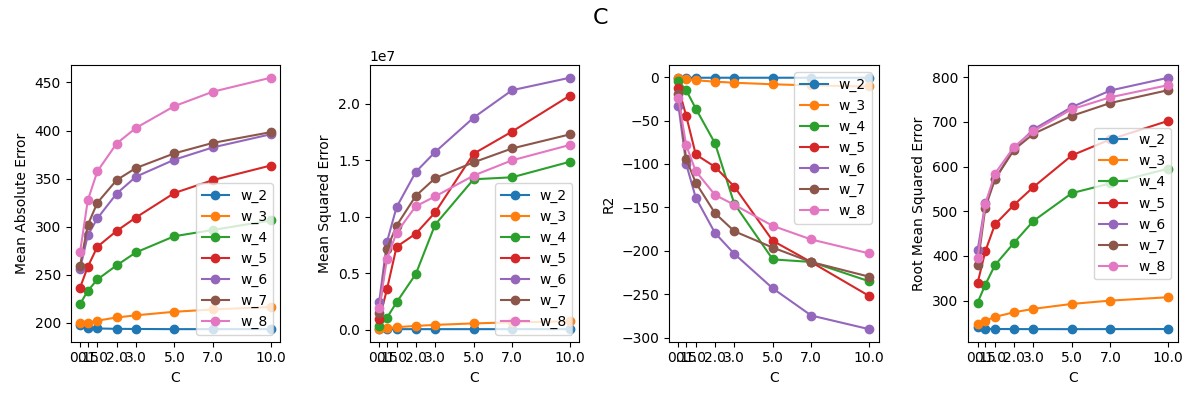 C
Mean Absolute Error
450
400
350
300
250
200
0.1
1.0
2.0
3.0
5.0
7.0
10.0
C
w_2
w_3
w_4
w_5
w_6
w_7
w_8
1e7
Mean Squared Error
2.0
1.5
1.0
0.5
0.0
2.0
3.0
5.0
7.0
10.0
C
w_2
w_3
w_4
w_5
w_6
w_7
w_8
R2
0
−50
−100
−150
−200
−250
−300
2.0
3.0
5.0
7.0
10.0
C
w_2
w_3
w_4
w_5
w_6
w_7
w_8
Root Mean Squared Error
800
700
600
500
400
300
2.0
3.0
5.0
7.0
10.0
C
w_2
w_3
w_4
w_5
w_6
w_7
w_8